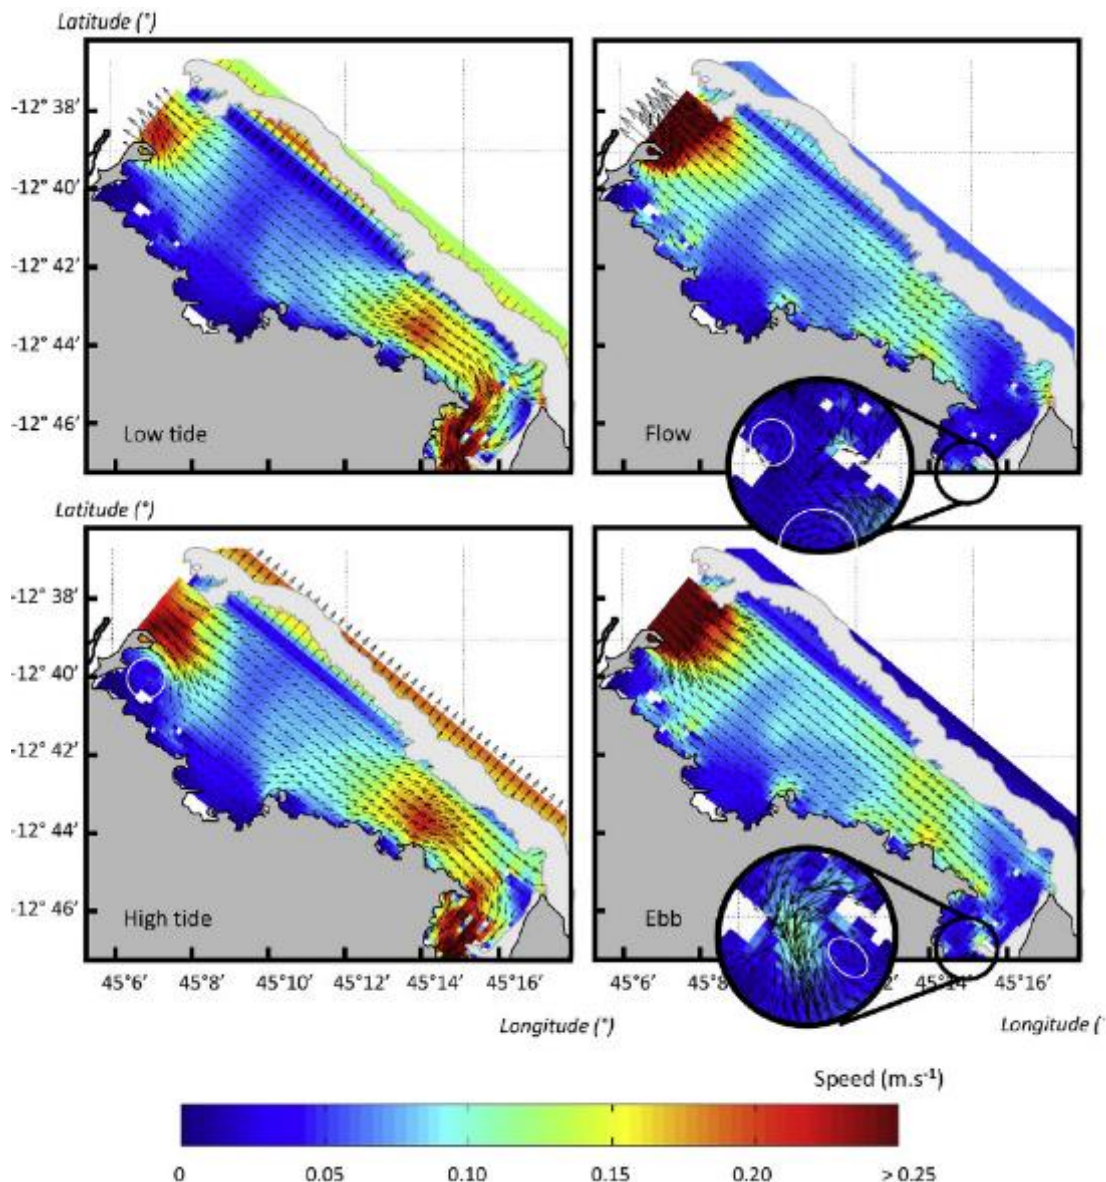 Latitude (°)
-12° 38'
-12° 40'
-12° 42'
-12° 44'
-12° 46'
Low tide
Flow
Latitude (°)
-12° 38'
-12° 40'
-12° 42'
-12° 44'
-12° 46'
High tide
Ebb
45°6' 45°8' 45°10' 45°12' 45°14' 45°16' 45°6' 45°8' 2' 45°14' 45°16'
Longitude (°) Longitude (
Speed (m.s-1)
0 0.05 0.10 0.15 0.20 > 0.25